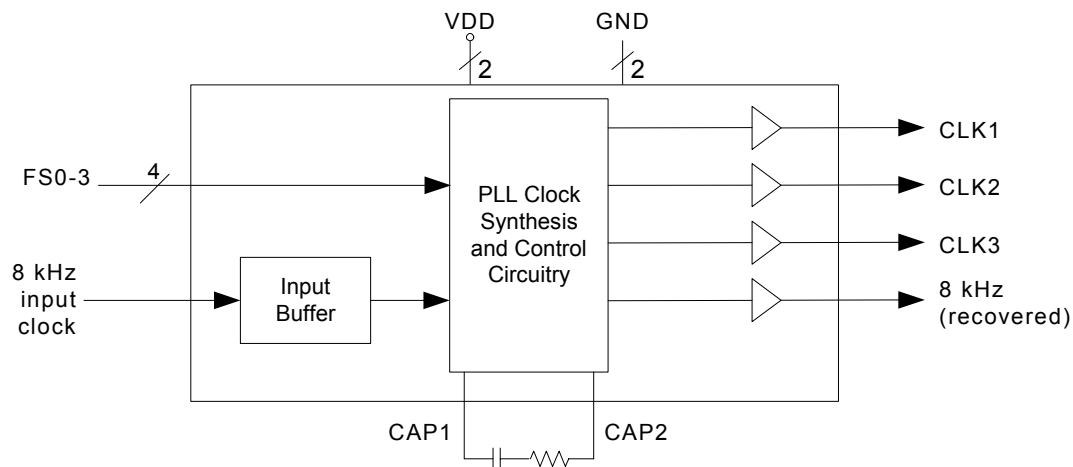 VDD
GND
2
2
FS0-3
4
8 kHz
input
clock
Input
Buffer
PLL Clock
Synthesis
and Control
Circuitry
CLK1
CLK2
CLK3
8 kHz
(recovered)
CAP1
CAP2